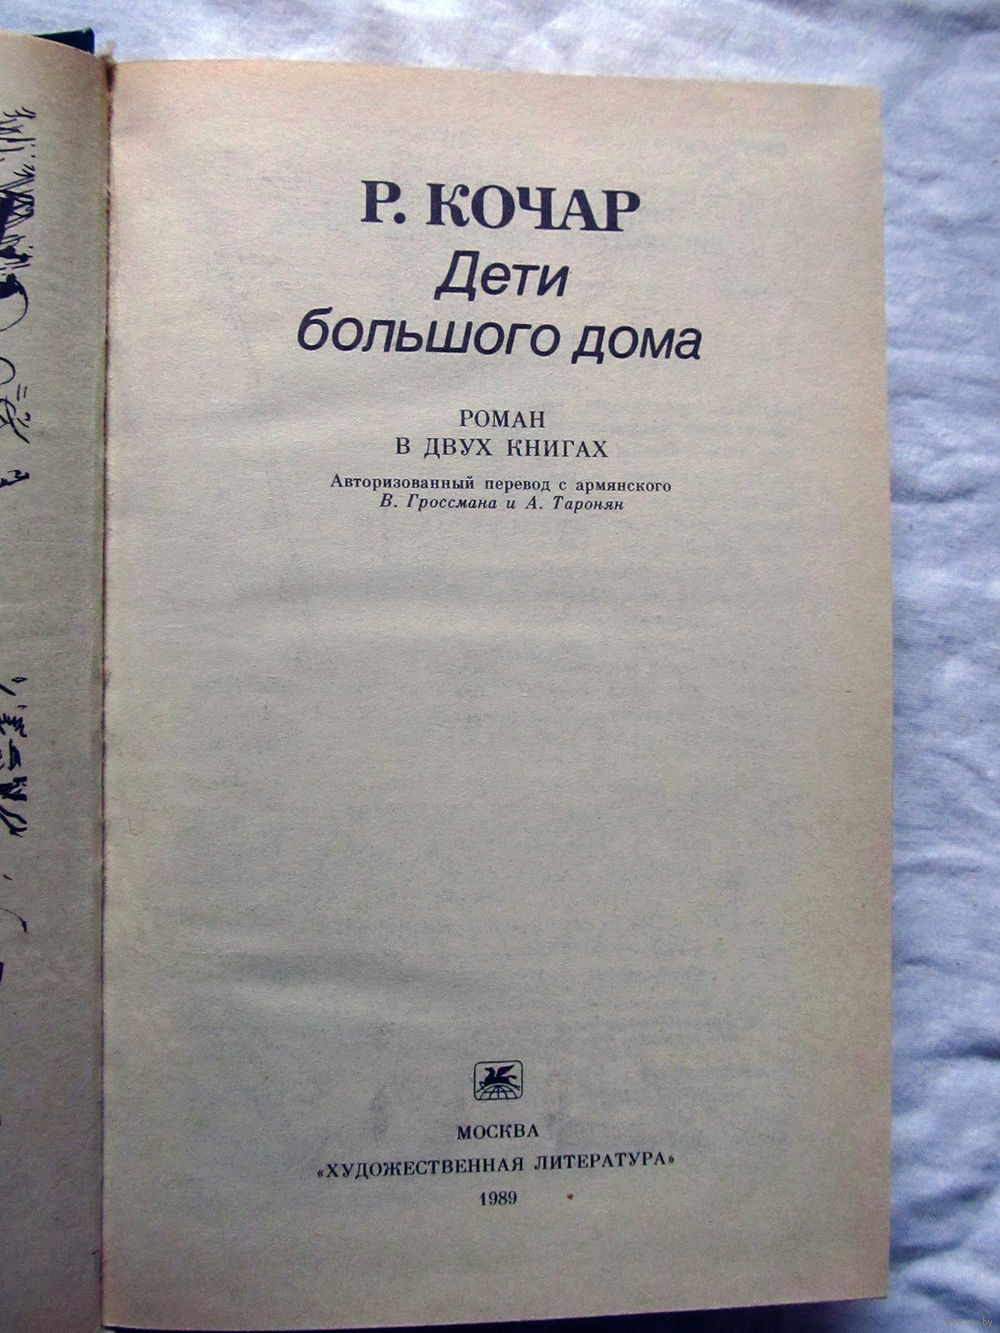 Р. КОЧАР
Дети
большого дома
РОМАН
В ДВУХ КНИГАХ
Авторизованный перевод с армянского
В. Гроссмана и А. Таронян
МОСКВА
«ХУДОЖЕСТВЕННАЯ ЛИТЕРАТУРА»
1989